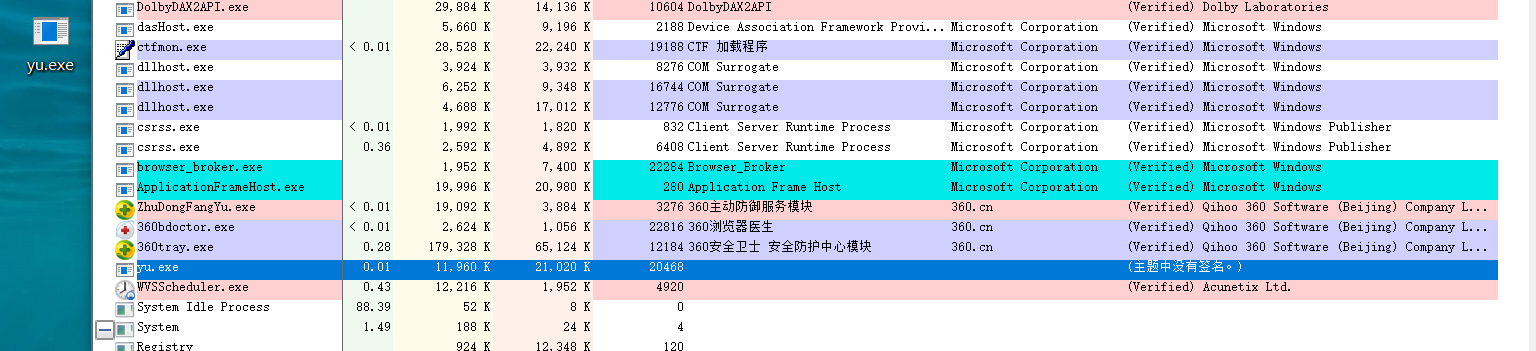 DolbyDAX2API.exe 29,884 K 14,136 K 10604 DolbyDAX2API (Verified) Dolby Laboratories
dasHost.exe 5,660 K 9,196 K 2188 Device Association Framework Provi... Microsoft Corporation (Verified) Microsoft Windows
ctfmon.exe < 0.01 28,528 K 22,240 K 19188 CTF 加载程序 Microsoft Corporation (Verified) Microsoft Windows
yu.exe
dllhost.exe 3,924 K 3,932 K 8276 COM Surrogate Microsoft Corporation (Verified) Microsoft Windows
dllhost.exe 6,252 K 9,348 K 16744 COM Surrogate Microsoft Corporation (Verified) Microsoft Windows
dllhost.exe 4,688 K 17,012 K 12776 COM Surrogate Microsoft Corporation (Verified) Microsoft Windows
csrss.exe < 0.01 1,992 K 1,820 K 832 Client Server Runtime Process Microsoft Corporation (Verified) Microsoft Windows Publisher
csrss.exe 0.36 2,592 K 4,892 K 6408 Client Server Runtime Process Microsoft Corporation (Verified) Microsoft Windows Publisher
browser_broker.exe 1,952 K 7,400 K 22284 Browser_Broker Microsoft Corporation (Verified) Microsoft Windows
ApplicationFrameHost.exe 19,996 K 20,980 K 280 Application Frame Host Microsoft Corporation (Verified) Microsoft Windows
ZhuDongFangYu.exe < 0.01 19,092 K 3,884 K 3276 360主动防御服务模块 360.cn (Verified) Qihoo 360 Software (Beijing) Company L...
360bdoctor.exe < 0.01 2,624 K 1,056 K 22816 360浏览器医生 360.cn (Verified) Qihoo 360 Software (Beijing) Company L...
360tray.exe 0.28 179,328 K 65,124 K 12184 360安全卫士 安全防护中心模块 360.cn (Verified) Qihoo 360 Software (Beijing) Company L...
yu.exe 0.01 11,960 K 21,020 K 20468 (主题中没有签名。)
WVSScheduler.exe 0.43 12,216 K 1,952 K 4920 (Verified) Acunetix Ltd.
System Idle Process 88.39 52 K 8 K 0
System 1.49 188 K 24 K 4
Registry 924 K 12,348 K 120